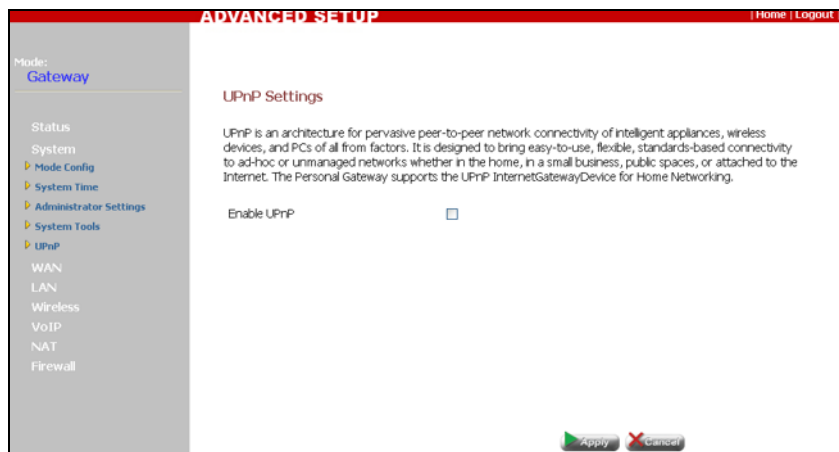 ADVANCED SETUP
| Home | Logout
Mode:
Gateway
Status
System
Mode Config
System Time
Administrator Settings
System Tools
UPnP
WAN
LAN
Wireless
VoIP
NAT
Firewall
UPnP Settings
UPnP is an architecture for pervasive peer-to-peer network connectivity of inteligent appliances, wireless
devices, and PCs of all from factors. It is designed to bring easy-to-use, flexible, standards-based connectivity
to ad-hoc or unmanaged networks whether in the home, in a small business, public spaces, or attached to the
Internet. The Personal Gateway supports the UPnP InternetGatewayDevice for Home Networking.
Enable UPnP
Apply
Cancel